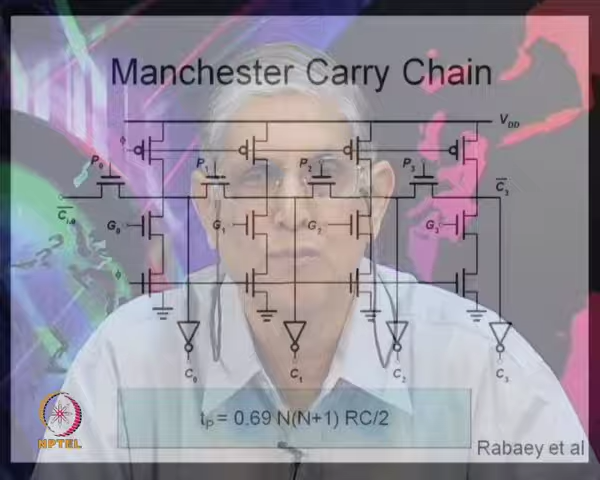 Manchester Carry Chain
V_DD
ϕ
P_0 P_1 P_2 P_3
C̅_i,0 C̅_3
G_0 G_1 G_2 G_3
ϕ
C_0 C_1 C_2 C_3
t_P = 0.69 N(N+1) RC/2
NPTEL
Rabaey et al